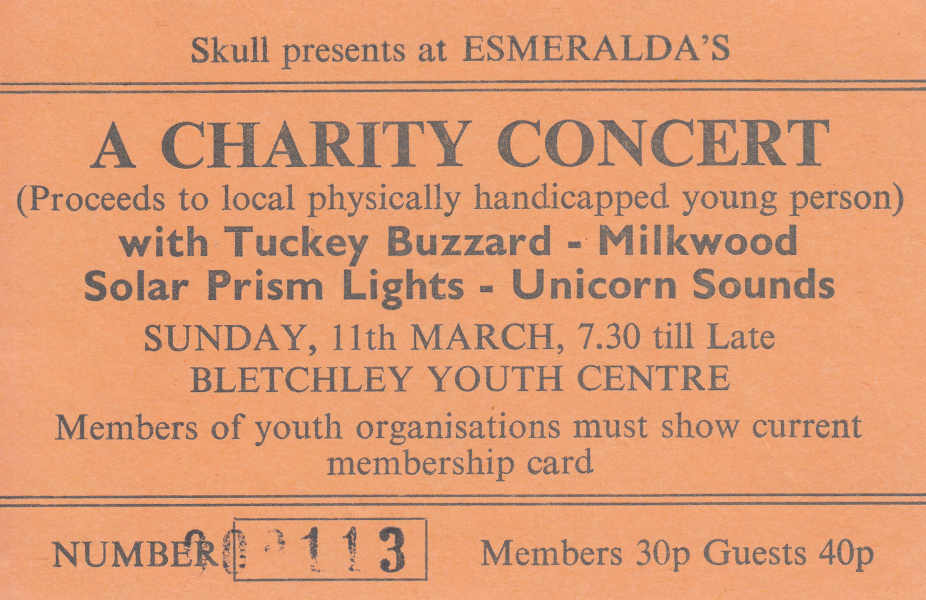 Skull presents at ESMERALDA'S
A CHARITY CONCERT
(Proceeds to local physically handicapped young person)
with Tuckey Buzzard - Milkwood
Solar Prism Lights - Unicorn Sounds
SUNDAY, 11th MARCH, 7.30 till Late
BLETCHLEY YOUTH CENTRE
Members of youth organisations must show current
membership card
NUMBER 113 Members 30p Guests 40p